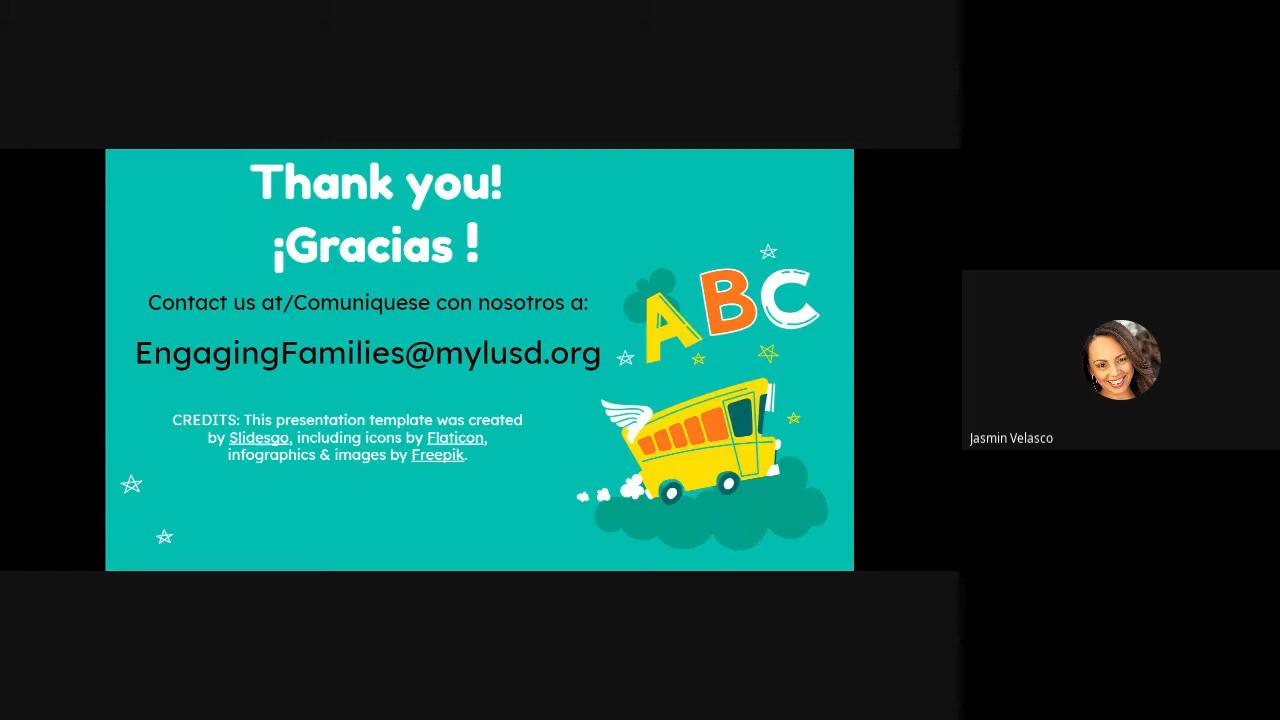 Thank you!
¡Gracias !
Contact us at/Comuniquese con nosotros a:
EngagingFamilies@mylusd.org
CREDITS: This presentation template was created
by Slidesgo, including icons by Flaticon,
infographics & images by Freepik.
ABC
Jasmin Velasco